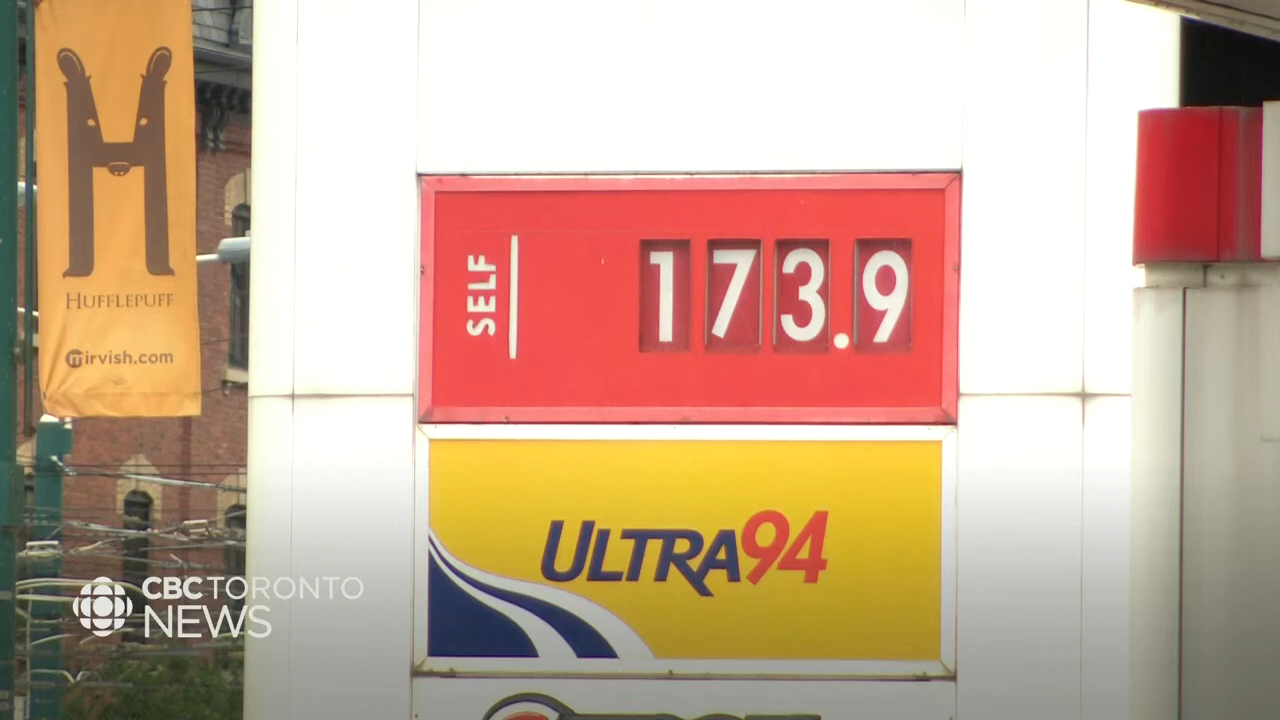 H
HUFFLEPUFF
mirvish.com
SELF
173.9
ULTRA94
CBC TORONTO
NEWS